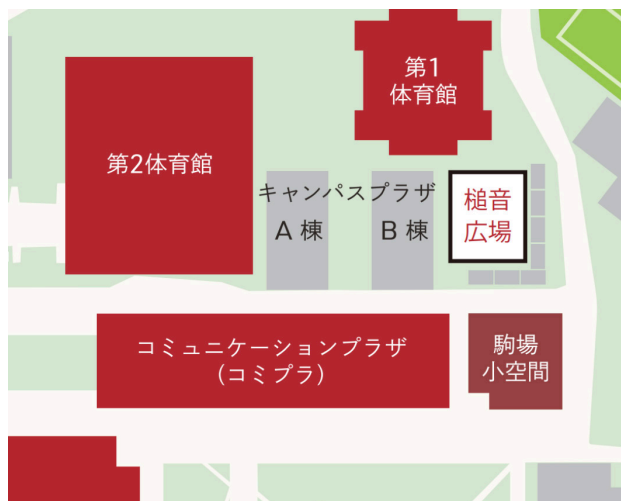 第1
体育館
第2体育館
キャンパスプラザ
A 棟
B 棟
槌音
広場
コミュニケーションプラザ
(コミプラ)
駒場
小空間